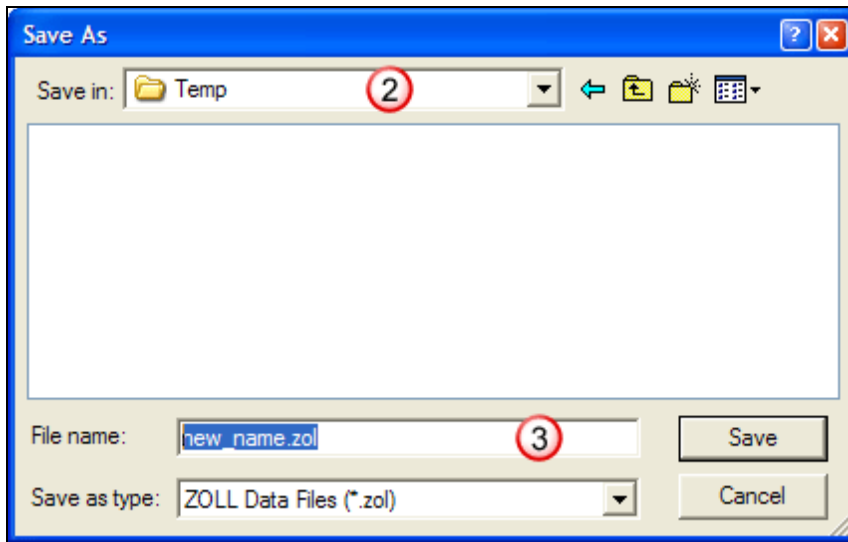 Save As
Save in: Temp 2
File name: new_name.zol 3 Save
Save as type: ZOLL Data Files (*.zol) Cancel